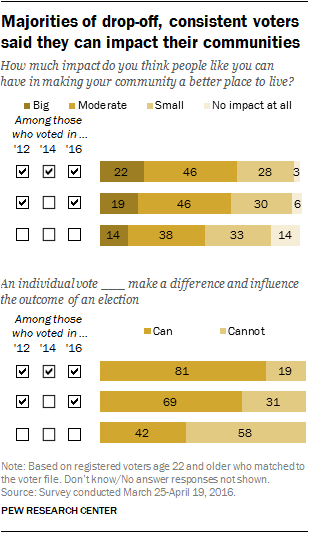 Majorities of drop-off, consistent voters
said they can impact their communities
How much impact do you think people like you can
have in making your community a better place to live?
Big Moderate Small No impact at all
Among those
who voted in ...
'12 '14 '16
22 46 28 3
19 46 30 6
14 38 33 14
An individual vote ___ make a difference and influence
the outcome of an election
Among those
who voted in ...
'12 '14 '16
Can Cannot
81 19
69 31
42 58
Note: Based on registered voters age 22 and older who matched to
the voter file. Don't know/No answer responses not shown.
Source: Survey conducted March 25-April 19, 2016.
PEW RESEARCH CENTER